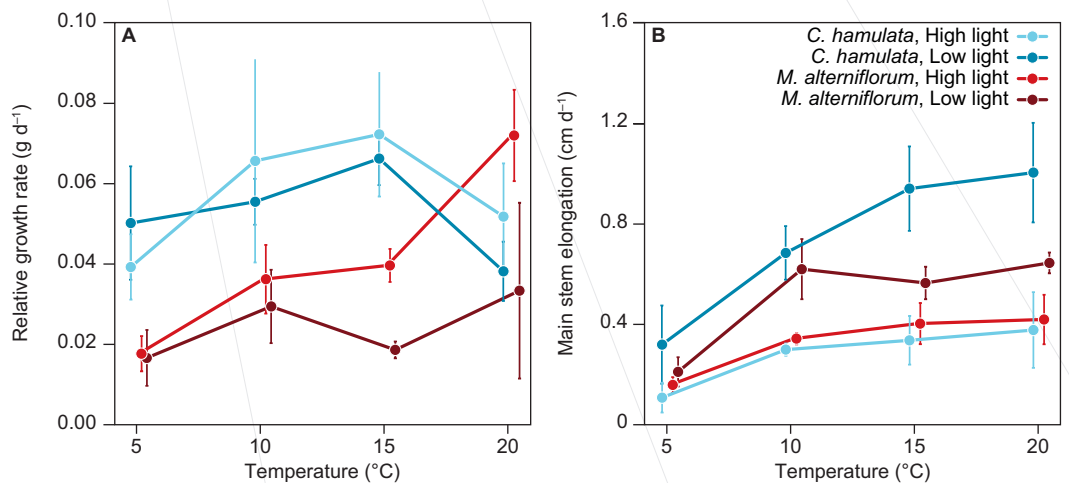 A
Relative growth rate (g d⁻¹)
0.10
0.08
0.06
0.04
0.02
0.00
5 10 15 20
Temperature (°C)
B
C. hamulata, High light
C. hamulata, Low light
M. alterniflorum, High light
M. alterniflorum, Low light
Main stem elongation (cm d⁻¹)
1.6
1.2
0.8
0.4
0
5 10 15 20
Temperature (°C)